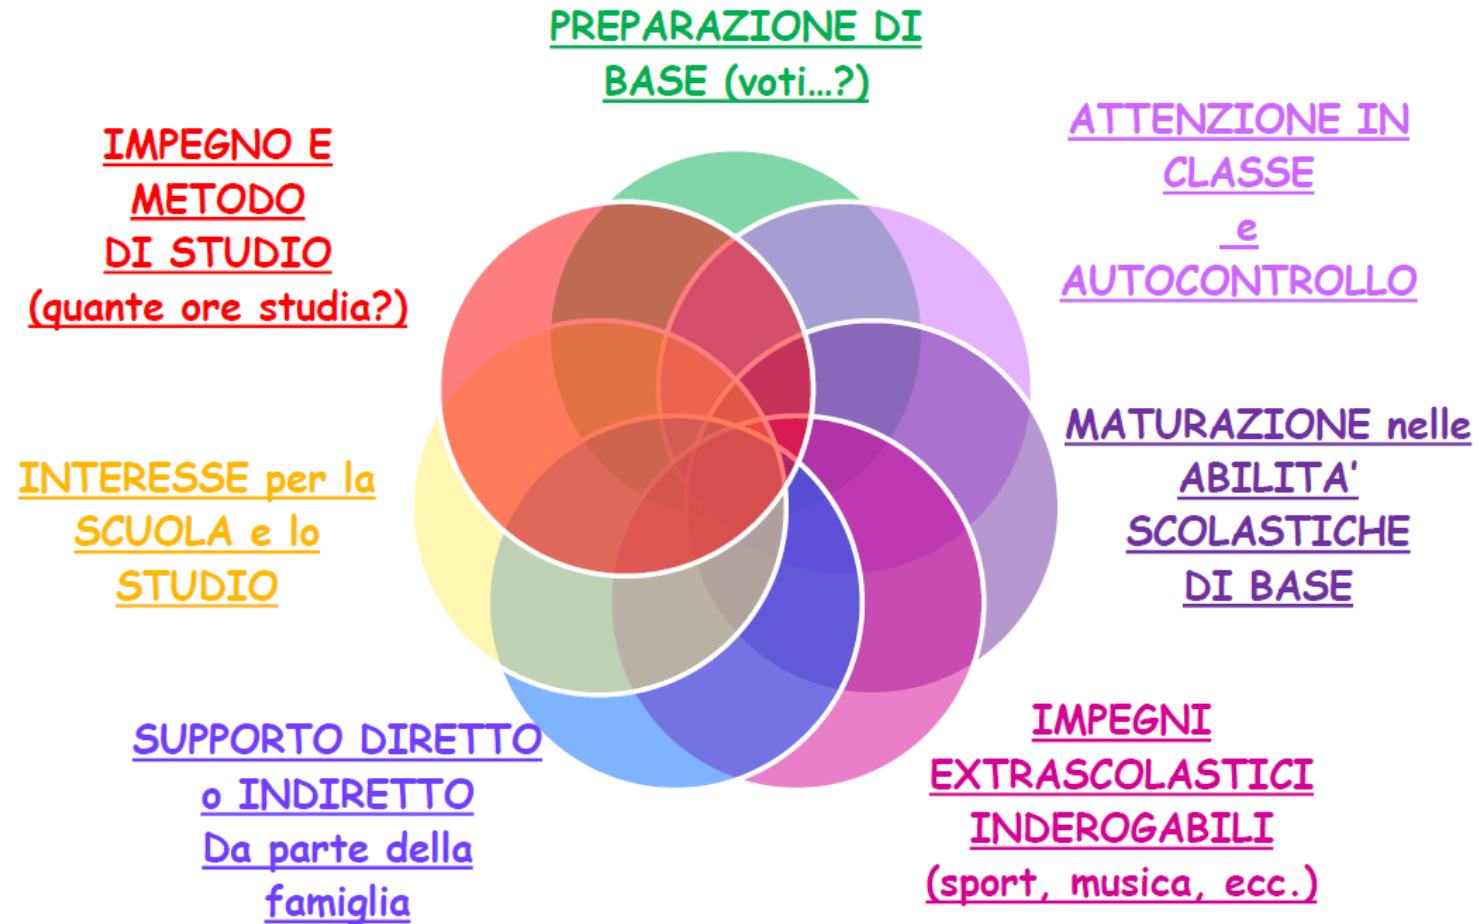 PREPARAZIONE DI
BASE (voti...?)
IMPEGNO E
METODO
DI STUDIO
(quante ore studia?)
ATTENZIONE IN
CLASSE
e
AUTOCONTROLLO
INTERESSE per la
SCUOLA e lo
STUDIO
MATURAZIONE nelle
ABILITA'
SCOLASTICHE
DI BASE
SUPPORTO DIRETTO
o INDIRETTO
Da parte della
famiglia
IMPEGNI
EXTRASCOLASTICI
INDEROGABILI
(sport, musica, ecc.)